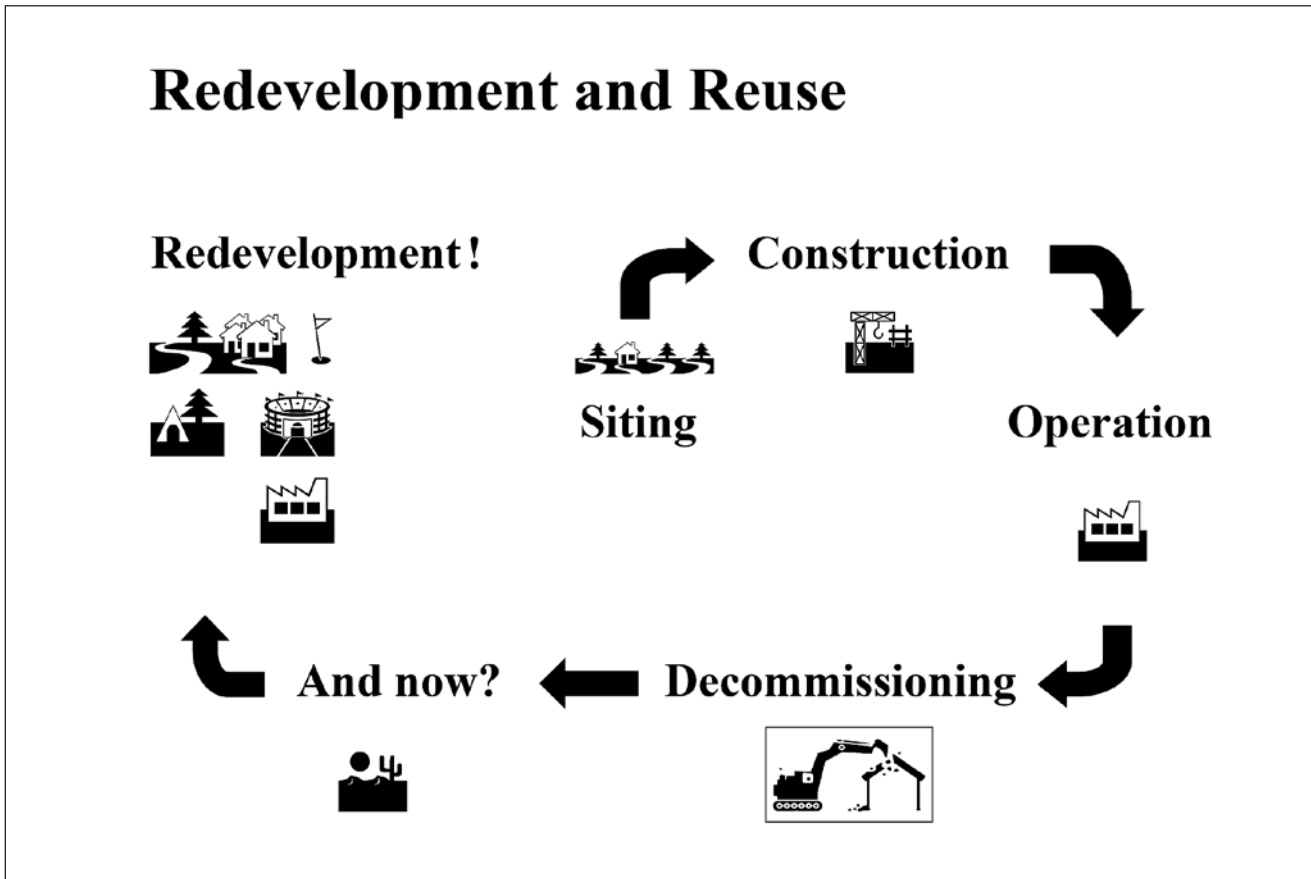 Redevelopment and Reuse
Redevelopment!
Construction
Siting
Operation
And now?
Decommissioning